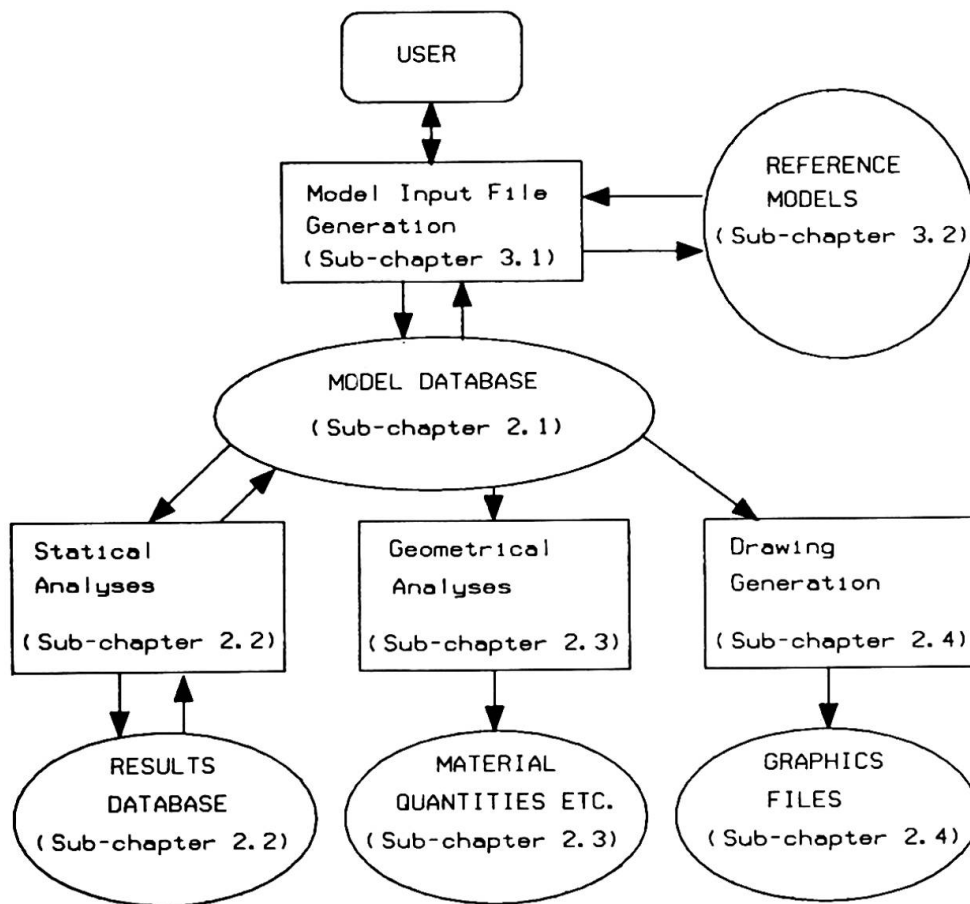 USER
Model Input File
Generation
(Sub-chapter 3.1)
REFERENCE
MODELS
(Sub-chapter 3.2)
MODEL DATABASE
(Sub-chapter 2.1)
Statical
Analyses
(Sub-chapter 2.2)
Geometrical
Analyses
(Sub-chapter 2.3)
Drawing
Generation
(Sub-chapter 2.4)
RESULTS
DATABASE
(Sub-chapter 2.2)
MATERIAL
QUANTITIES ETC.
(Sub-chapter 2.3)
GRAPHICS
FILES
(Sub-chapter 2.4)